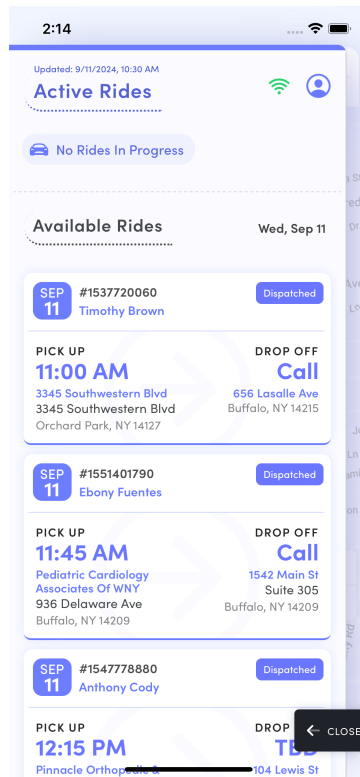 2:14
Updated: 9/11/2024, 10:30 AM
Active Rides
No Rides In Progress
Available Rides
Wed, Sep 11
SEP
11
#1537720060
Timothy Brown
Dispatched
PICK UP
11:00 AM
3345 Southwestern Blvd
3345 Southwestern Blvd
Orchard Park, NY 14127
DROP OFF
Call
656 Lasalle Ave
Buffalo, NY 14215
SEP
11
#1551401790
Ebony Fuentes
Dispatched
PICK UP
11:45 AM
Pediatric Cardiology
Associates Of WNY
936 Delaware Ave
Buffalo, NY 14209
DROP OFF
Call
1542 Main St
Suite 305
Buffalo, NY 14209
SEP
11
#1547778880
Anthony Cody
Dispatched
PICK UP
12:15 PM
Pinnacle Orthopedic &
DROP
104 Lewis St
CLOSE